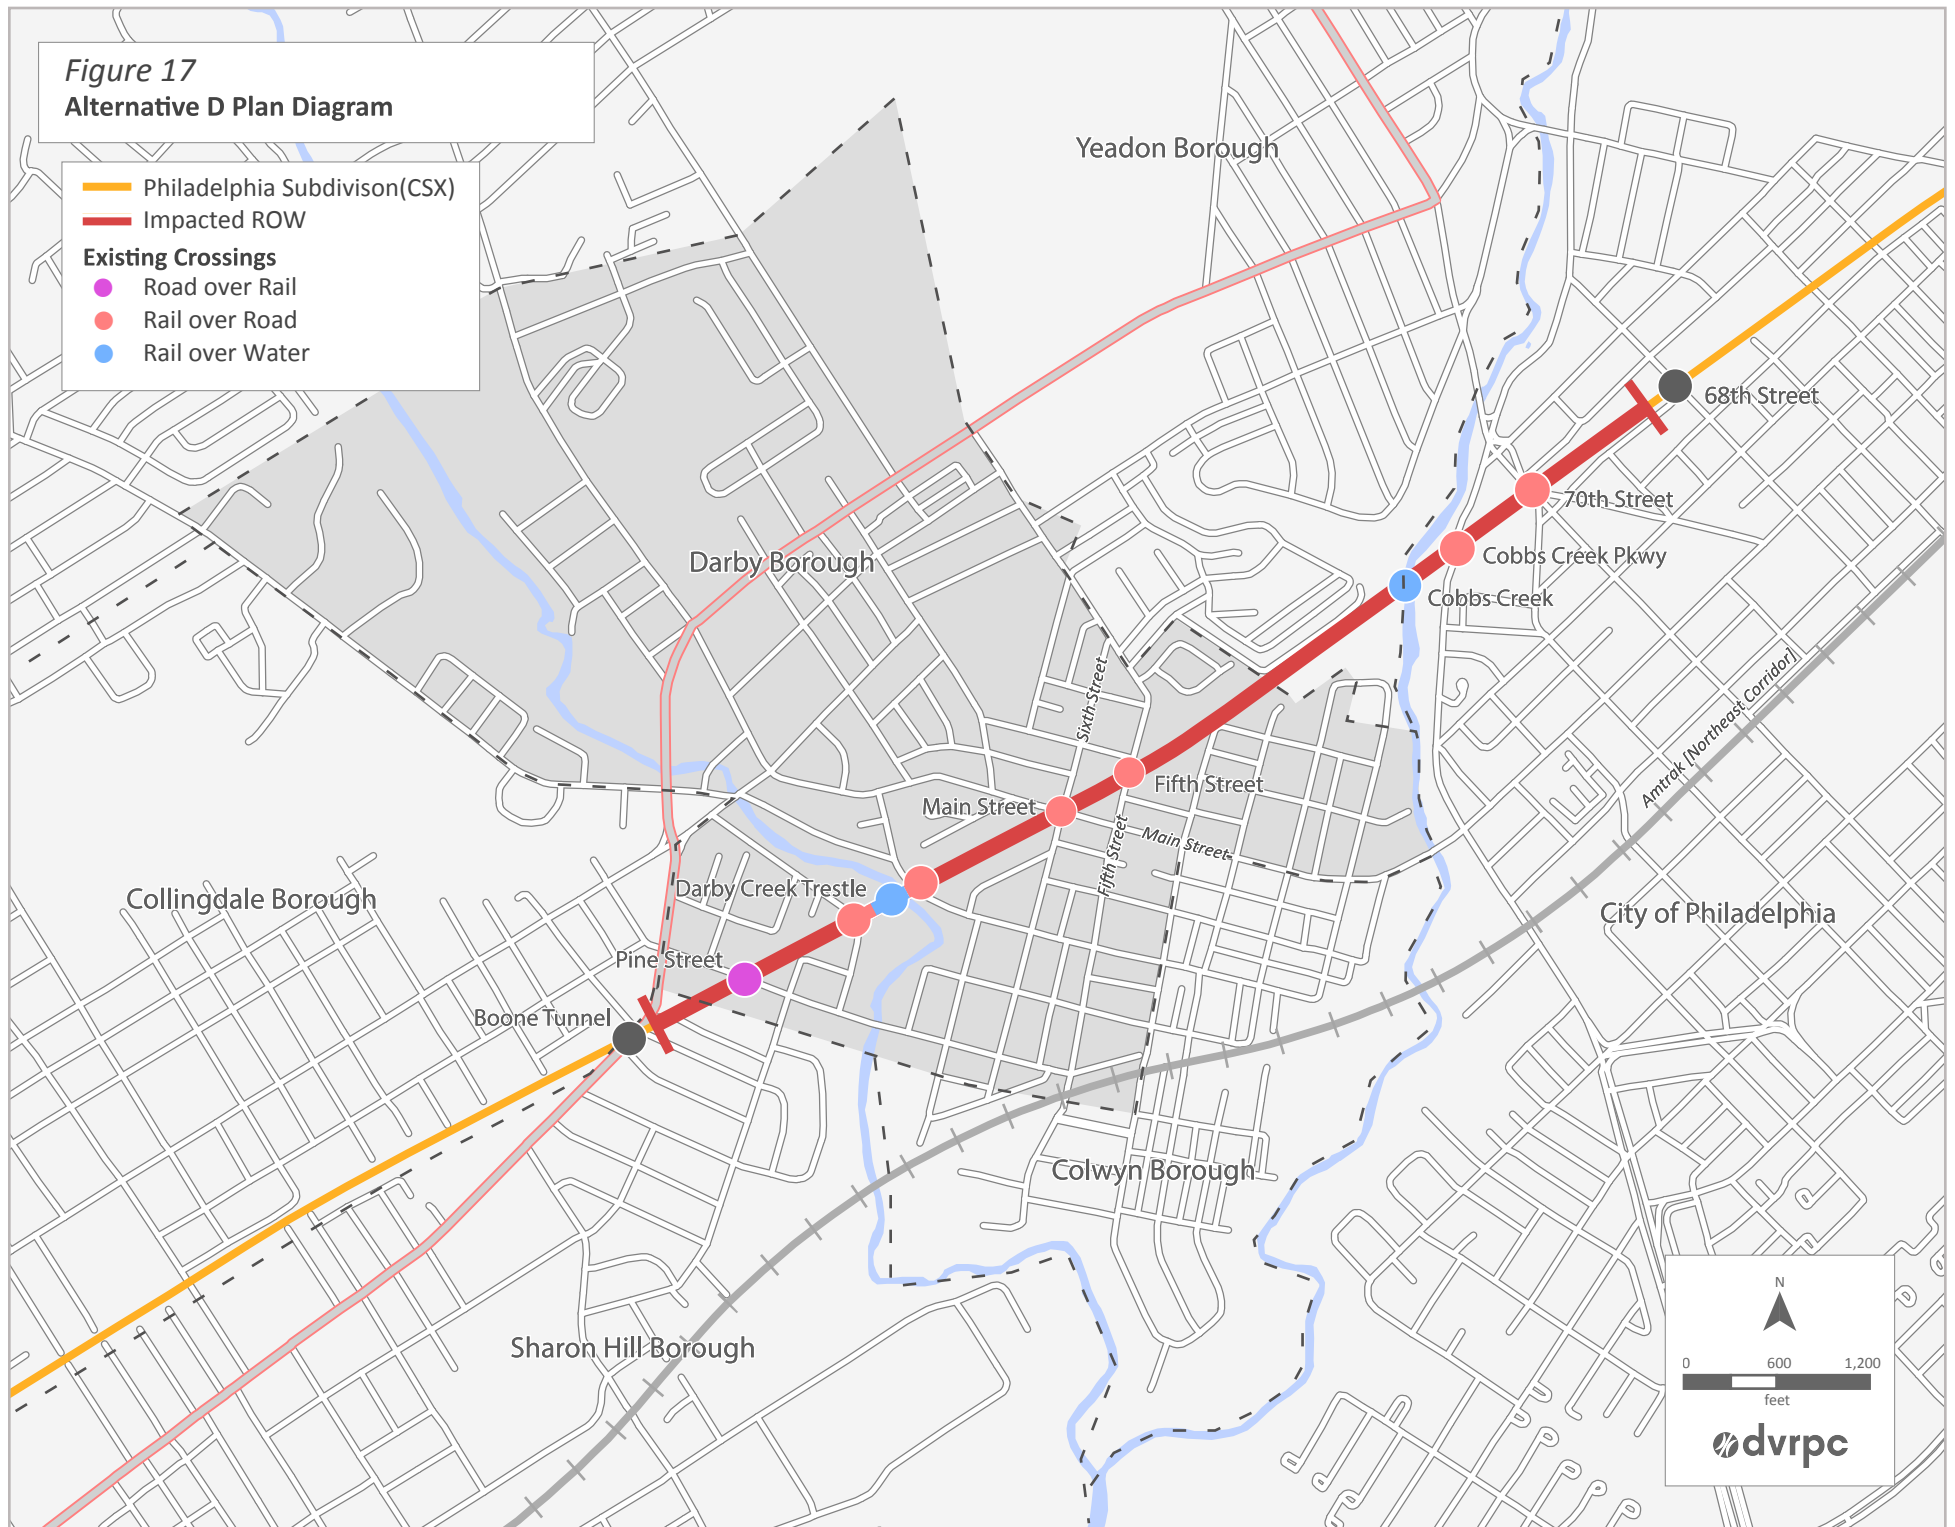 Figure 17
Alternative D Plan Diagram
Philadelphia Subdivison(CSX)
Impacted ROW
Existing Crossings
Road over Rail
Rail over Road
Rail over Water
Yeadon Borough
68th Street
70th Street
Cobbs Creek Pkwy
Cobbs Creek
Darby Borough
Sixth Street
Amtrak [Northeast Corridor]
Fifth Street
Main Street
Main Street
Fifth Street
Darby Creek Trestle
Collingdale Borough
City of Philadelphia
Pine Street
Boone Tunnel
Colwyn Borough
Sharon Hill Borough
N
0 600 1,200
feet
dvrpc